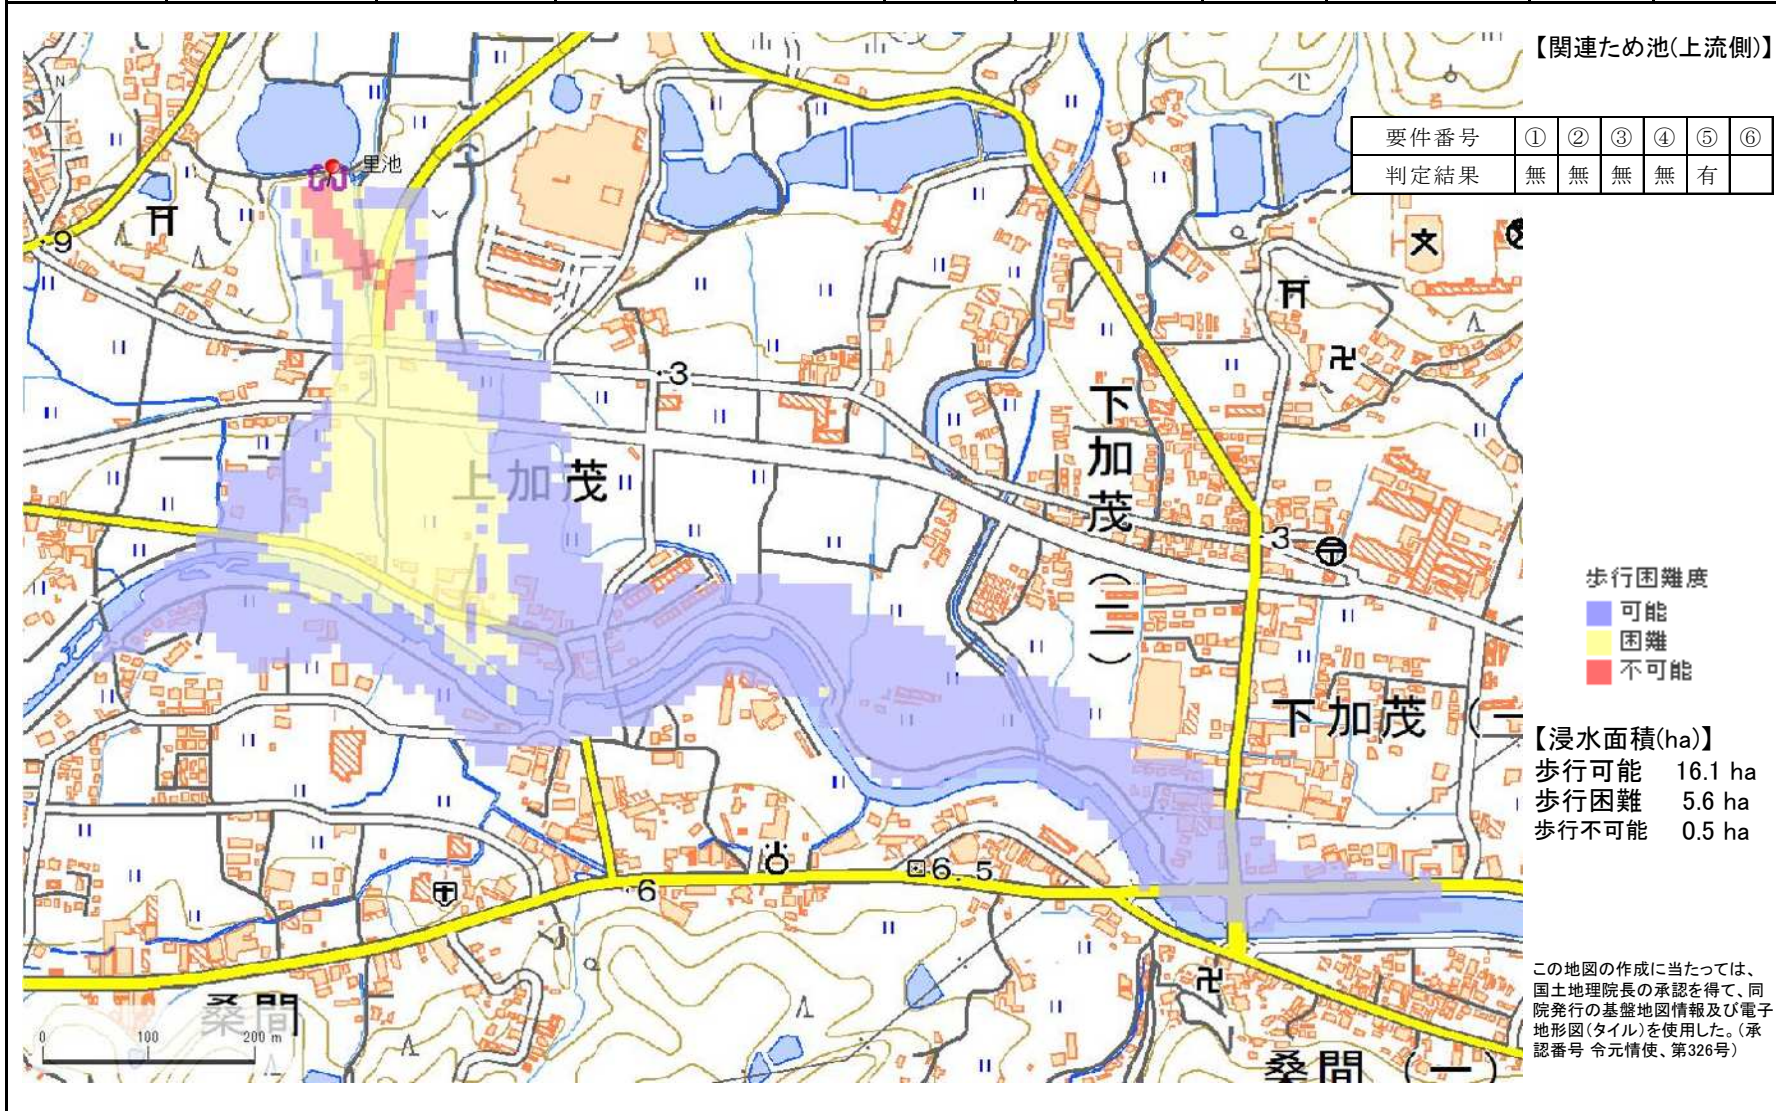 【関連ため池(上流側)】
要件番号 ① ② ③ ④ ⑤ ⑥
判定結果 無 無 無 無 有
N
里池
9
3
下加茂(二)
上加茂
3
下加茂(一
歩行困難度
可能
困難
不可能
【浸水面積(ha)】
歩行可能 16.1 ha
歩行困難 5.6 ha
歩行不可能 0.5 ha
6.5
6
桑間
0 100 200 m
桑間(一)
この地図の作成に当たっては、
国土地理院長の承認を得て、同
院発行の基盤地図情報及び電子
地形図(タイル)を使用した。(承
認番号 令元情使、第326号)